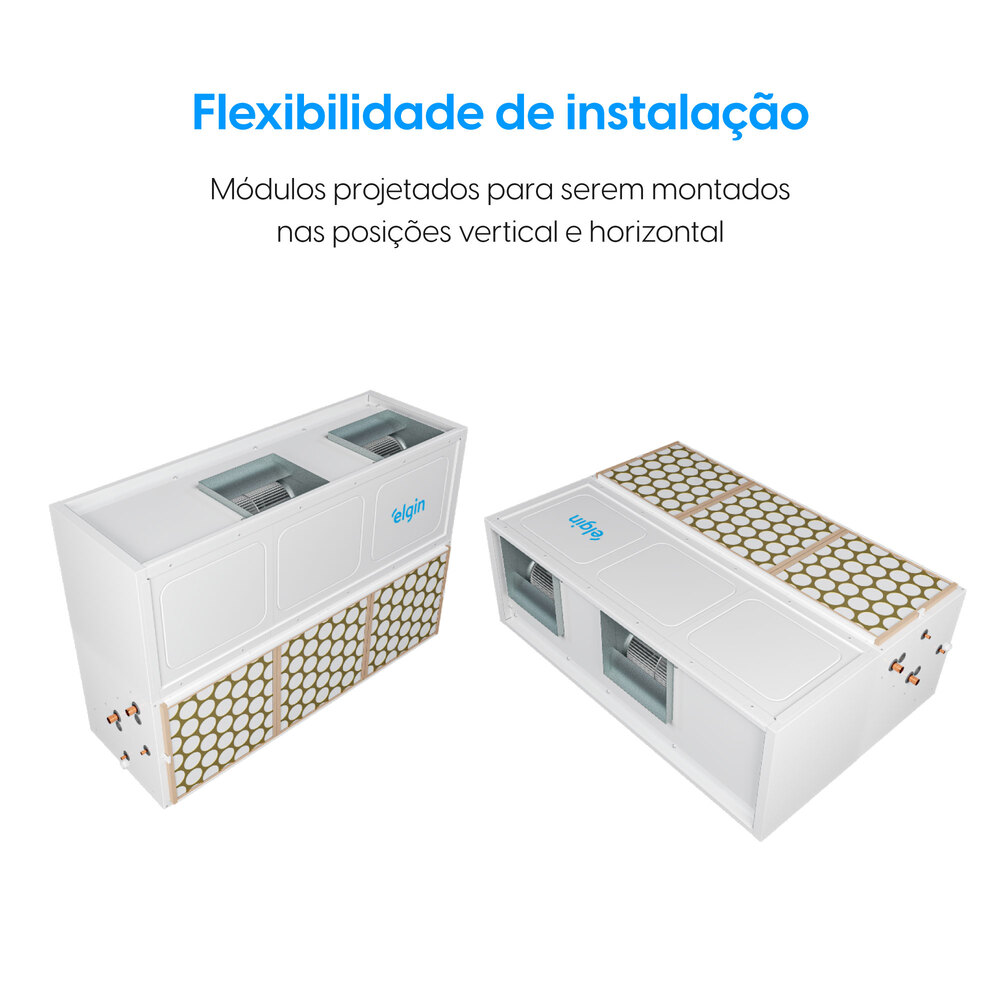 Flexibilidade de instalação
Módulos projetados para serem montados
nas posições vertical e horizontal
elgin
elgin